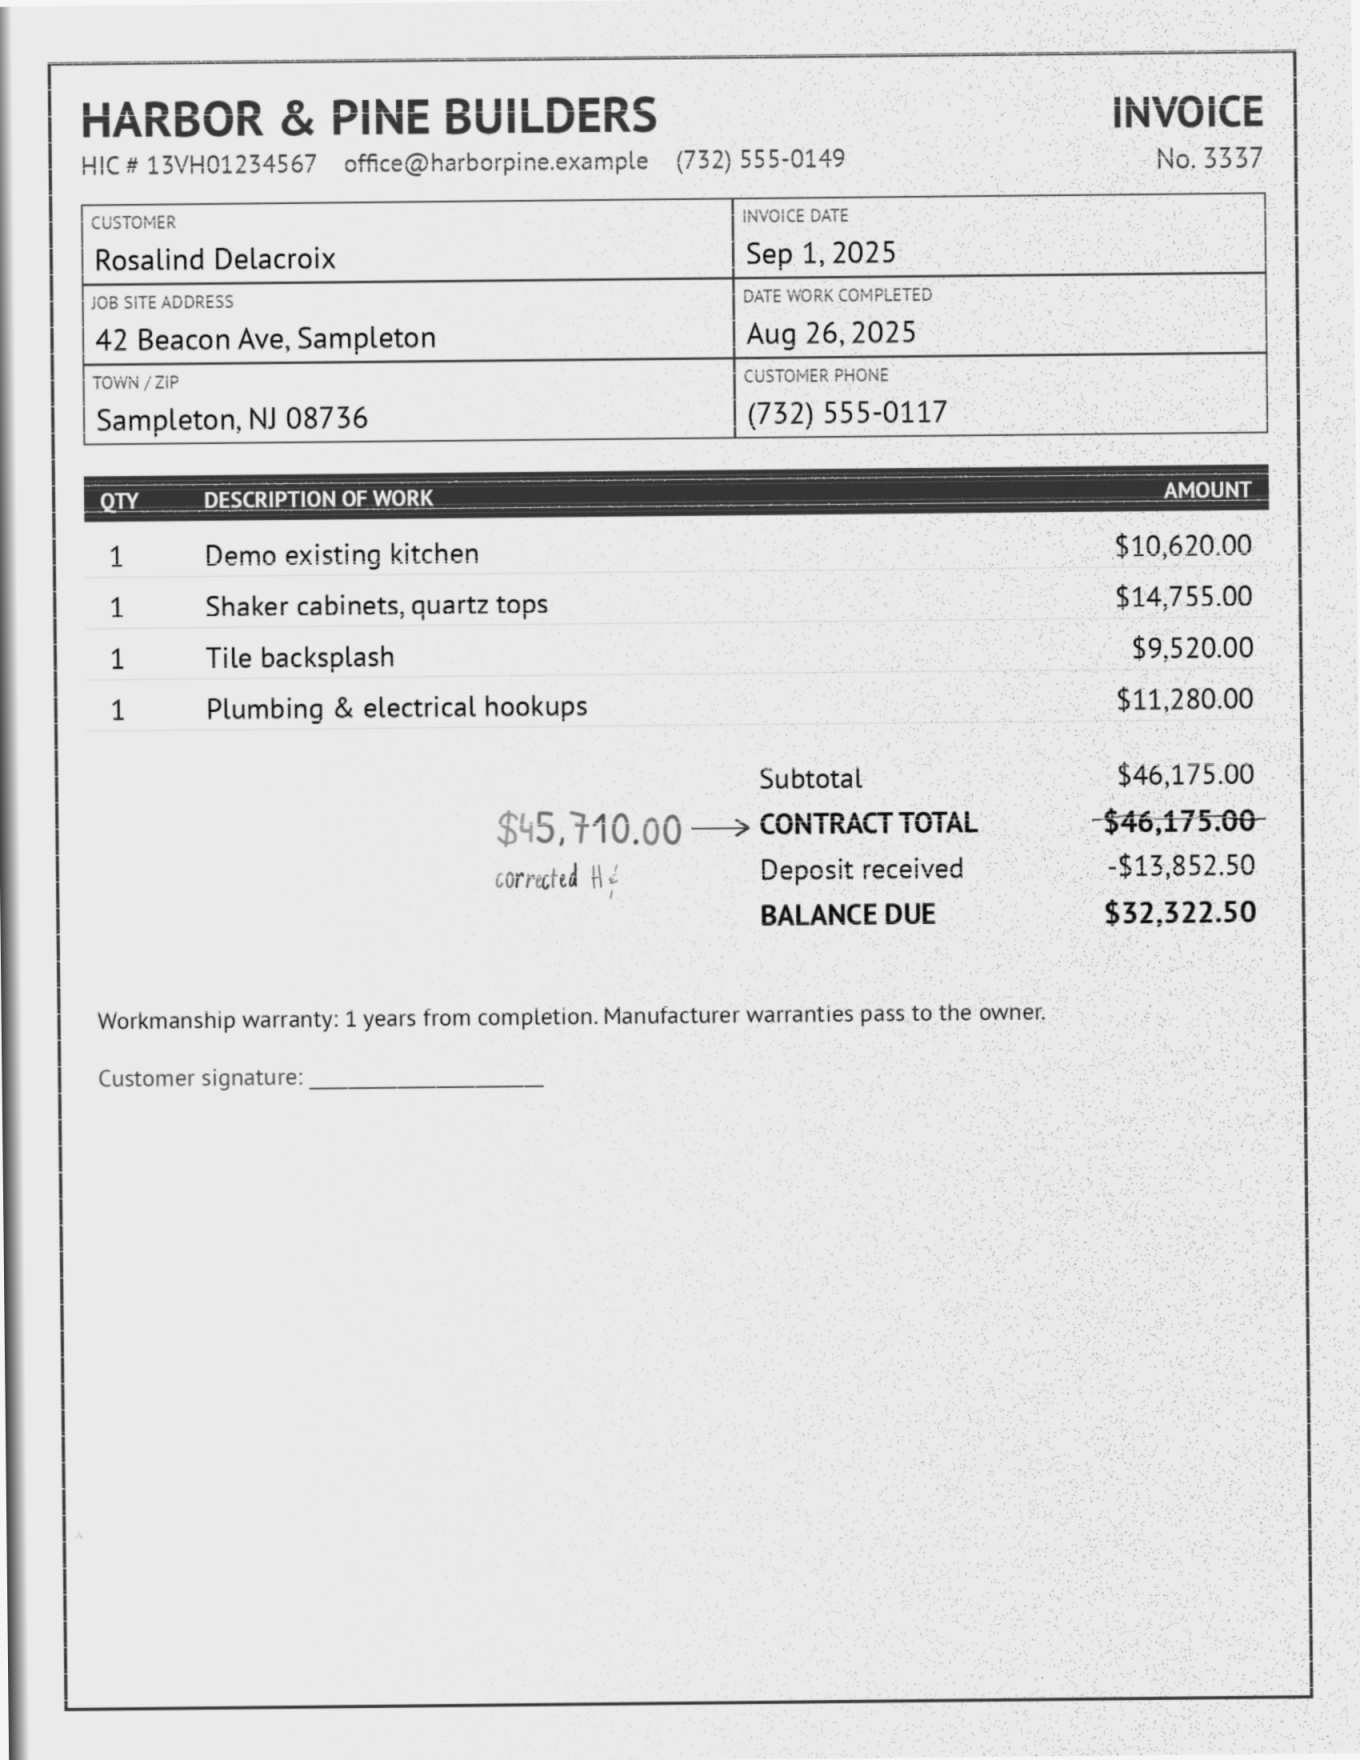 HARBOR & PINE BUILDERS
INVOICE
HIC # 13VH01234567 office@harborpine.example (732) 555-0149
No. 3337
CUSTOMER
Rosalind Delacroix
INVOICE DATE
Sep 1, 2025
JOB SITE ADDRESS
42 Beacon Ave, Sampleton
DATE WORK COMPLETED
Aug 26, 2025
TOWN / ZIP
Sampleton, NJ 08736
CUSTOMER PHONE
(732) 555-0117
QTY DESCRIPTION OF WORK AMOUNT
1 Demo existing kitchen $10,620.00
1 Shaker cabinets, quartz tops $14,755.00
1 Tile backsplash $9,520.00
1 Plumbing & electrical hookups $11,280.00
Subtotal $46,175.00
$45,710.00 → CONTRACT TOTAL $46,175.00
corrected
Deposit received -$13,852.50
BALANCE DUE $32,322.50
Workmanship warranty: 1 years from completion. Manufacturer warranties pass to the owner.
Customer signature: ____________________